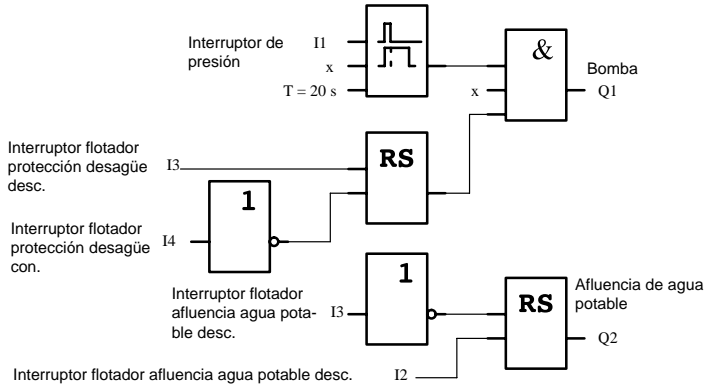 Interruptor de
presión
I1
x
T = 20 s
&
x
Bomba
Q1
Interruptor flotador
protección desagüe
desc.
I3
RS
1
Interruptor flotador
protección desagüe
con.
I4
1
Interruptor flotador
afluencia agua pota-
ble desc.
I3
RS
Afluencia de agua
potable
Q2
Interruptor flotador afluencia agua potable desc.
I2